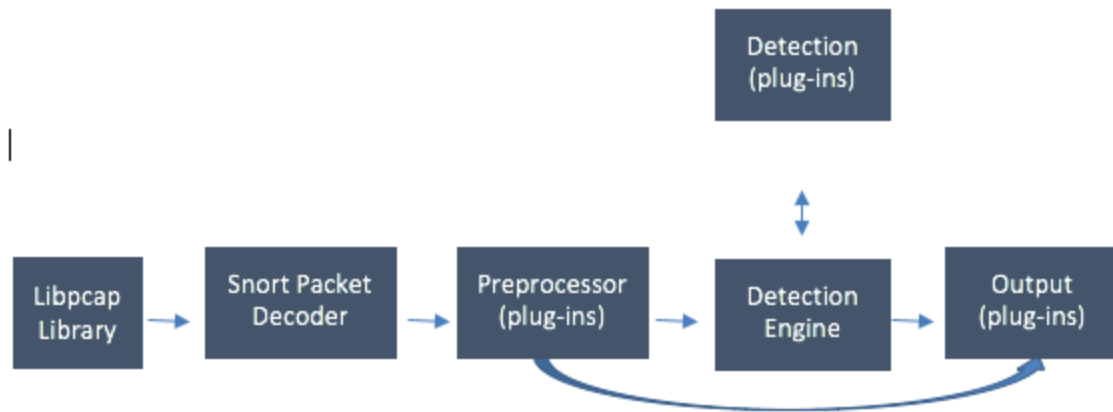 Detection
(plug-ins)
Libpcap
Library
Snort Packet
Decoder
Preprocessor
(plug-ins)
Detection
Engine
Output
(plug-ins)